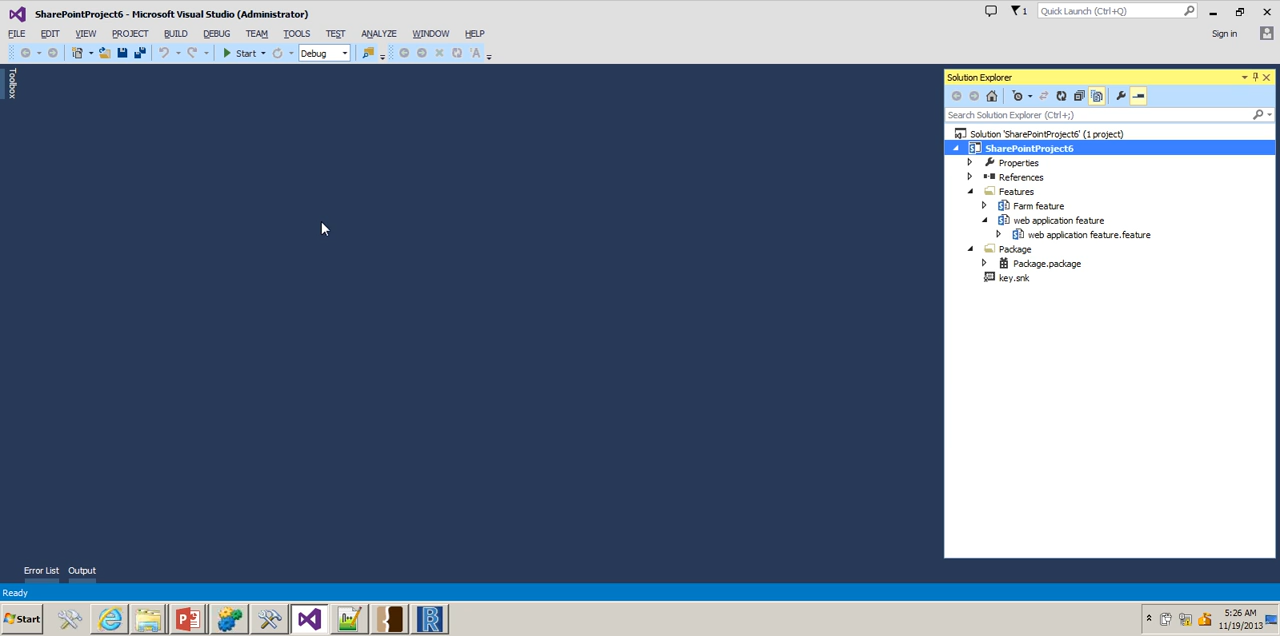 SharePointProject6 - Microsoft Visual Studio (Administrator)
1
Quick Launch (Ctrl+Q)
FILE EDIT VIEW PROJECT BUILD DEBUG TEAM TOOLS TEST ANALYZE WINDOW HELP
Sign in
Start
Debug
Toolbox
Solution Explorer
Search Solution Explorer (Ctrl+;)
Solution 'SharePointProject6' (1 project)
SharePointProject6
Properties
References
Features
Farm feature
web application feature
web application feature.feature
Package
Package.package
key.snk
Error List Output
Ready
Start
5:26 AM
11/19/2013